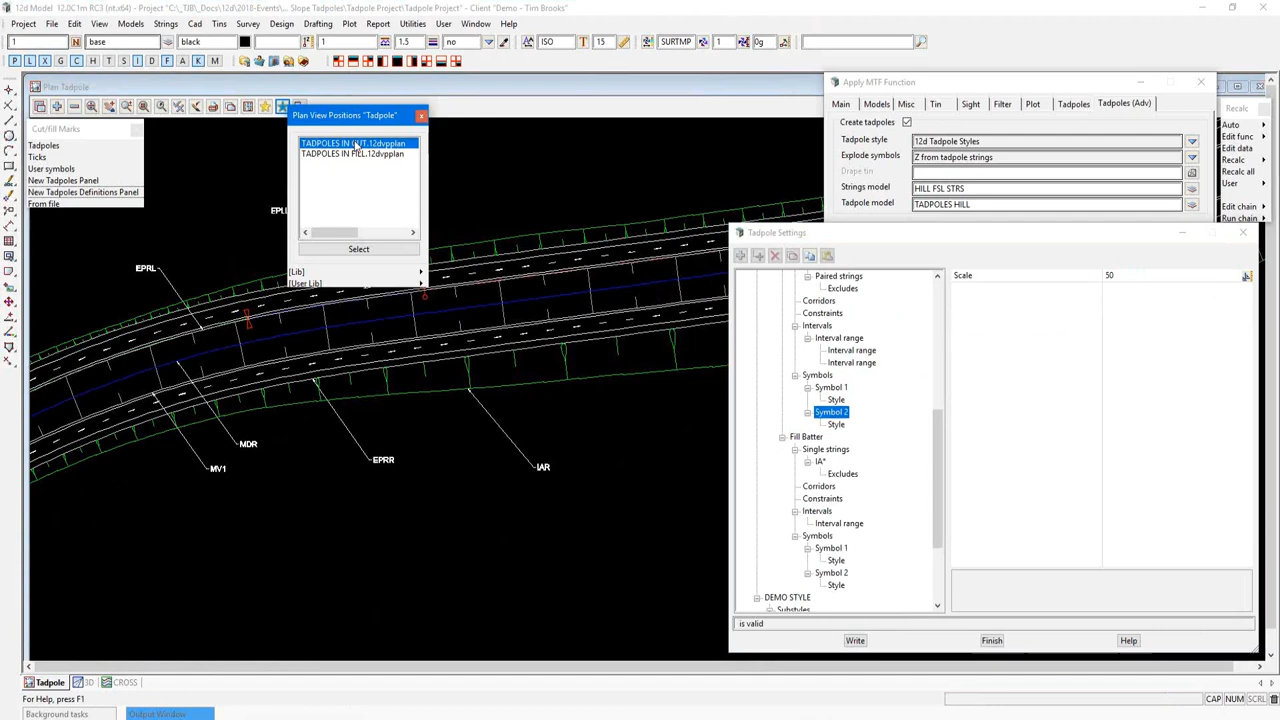 12d Model 12.0C1m RC3 (nt.x64) - Project "C:\_TJB\_Docs\12d\2018-Events\... Slope Tadpoles\Tadpole Project\Tadpole Project" - Client "Demo - Tim Brooks"
Project File Edit View Models Strings Cad Tins Survey Design Drafting Plot Report Utilities User Window Help
1 base black 1 1.5 no ISO 15 SURTMP 1 0g
P L X G C H T S I D F A K M
Plan Tadpole
Cut/fill Marks
Tadpoles
Ticks
User symbols
New Tadpoles Panel
New Tadpoles Definitions Panel
From file
Plan View Positions "Tadpole"
TADPOLES IN CUT.12dvpplan
TADPOLES IN FILL.12dvpplan
Select
[Lib]
[User Lib]
EPRL
MDR
MV1
EPRR
IAR
Apply MTF Function
Main Models Misc Tin Sight Filter Plot Tadpoles Tadpoles (Adv)
Create tadpoles
Tadpole style 12d Tadpole Styles
Explode symbols Z from tadpole strings
Drape tin
Strings model HILL FSL STRS
Tadpole model TADPOLES HILL
Recalc
Auto
Edit func
Edit data
Recalc
Recalc all
User
Edit chain
Run chain
Tadpole Settings
Paired strings
Excludes
Corridors
Constraints
Intervals
Interval range
Interval range
Interval range
Symbols
Symbol 1
Style
Symbol 2
Style
Fill Batter
Single strings
IA*
Excludes
Corridors
Constraints
Intervals
Interval range
Symbols
Symbol 1
Style
Symbol 2
Style
DEMO STYLE
Substyles
Scale 50
is valid
Write Finish Help
Tadpole 3D CROSS
For Help, press F1
CAP NUM SCRL
Background tasks Output Window